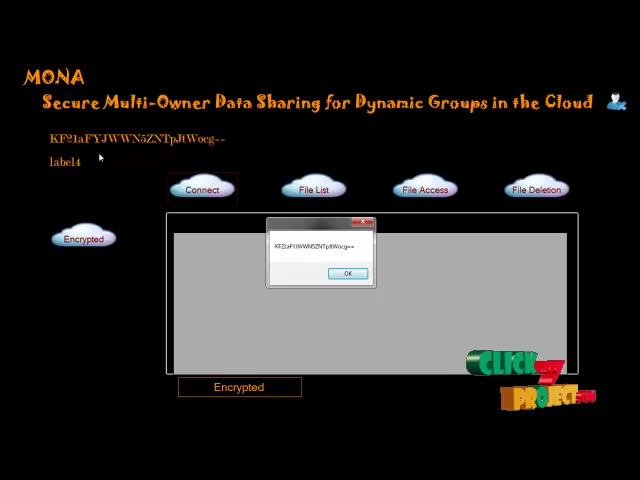 MONA
Secure Multi-Owner Data Sharing for Dynamic Groups in the Cloud
KF21aFYJWWN5ZNTpJtWocg==
label4
Connect
File List
File Access
File Deletion
Encrypted
KF21aFYJWWN5ZNTpJtWocg==
OK
Encrypted
CLICK
MY
PROJECT